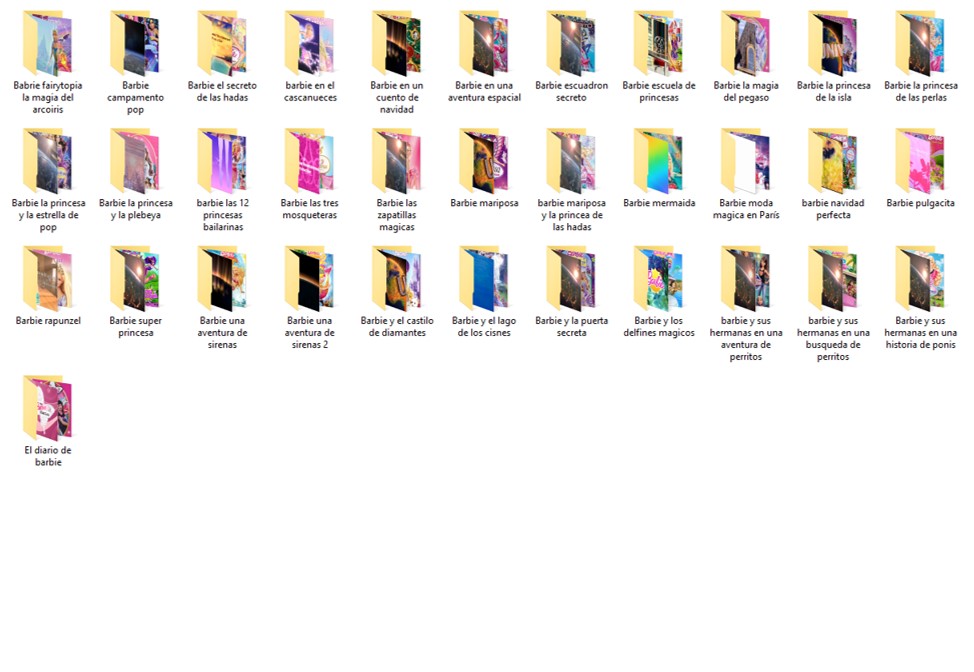 Babrie fairytopia
la magia del
arcoiris
Barbie
campamento
pop
Barbie el secreto
de las hadas
barbie en el
cascanueces
Barbie en un
cuento de
navidad
Barbie en una
aventura espacial
Barbie escuadron
secreto
Barbie escuela de
princesas
Barbie la magia
del pegaso
Barbie la princesa
de la isla
Barbie la princesa
de las perlas
Barbie la princesa
y la estrella de
pop
Barbie la princesa
y la plebeya
barbie las 12
princesas
bailarinas
Barbie las tres
mosqueteras
Barbie las
zapatillas
magicas
Barbie mariposa
barbie mariposa
y la princea de
las hadas
Barbie mermaida
Barbie moda
magica en París
barbie navidad
perfecta
Barbie pulgacita
Barbie rapunzel
Barbie super
princesa
Barbie una
aventura de
sirenas
Barbie una
aventura de
sirenas 2
Barbie y el castilo
de diamantes
Barbie y el lago
de los cisnes
Barbie y la puerta
secreta
Barbie y los
delfines magicos
barbie y sus
hermanas en una
aventura de
perritos
barbie y sus
hermanas en una
busqueda de
perritos
Barbie y sus
hermanas en una
historia de ponis
El diario de
barbie